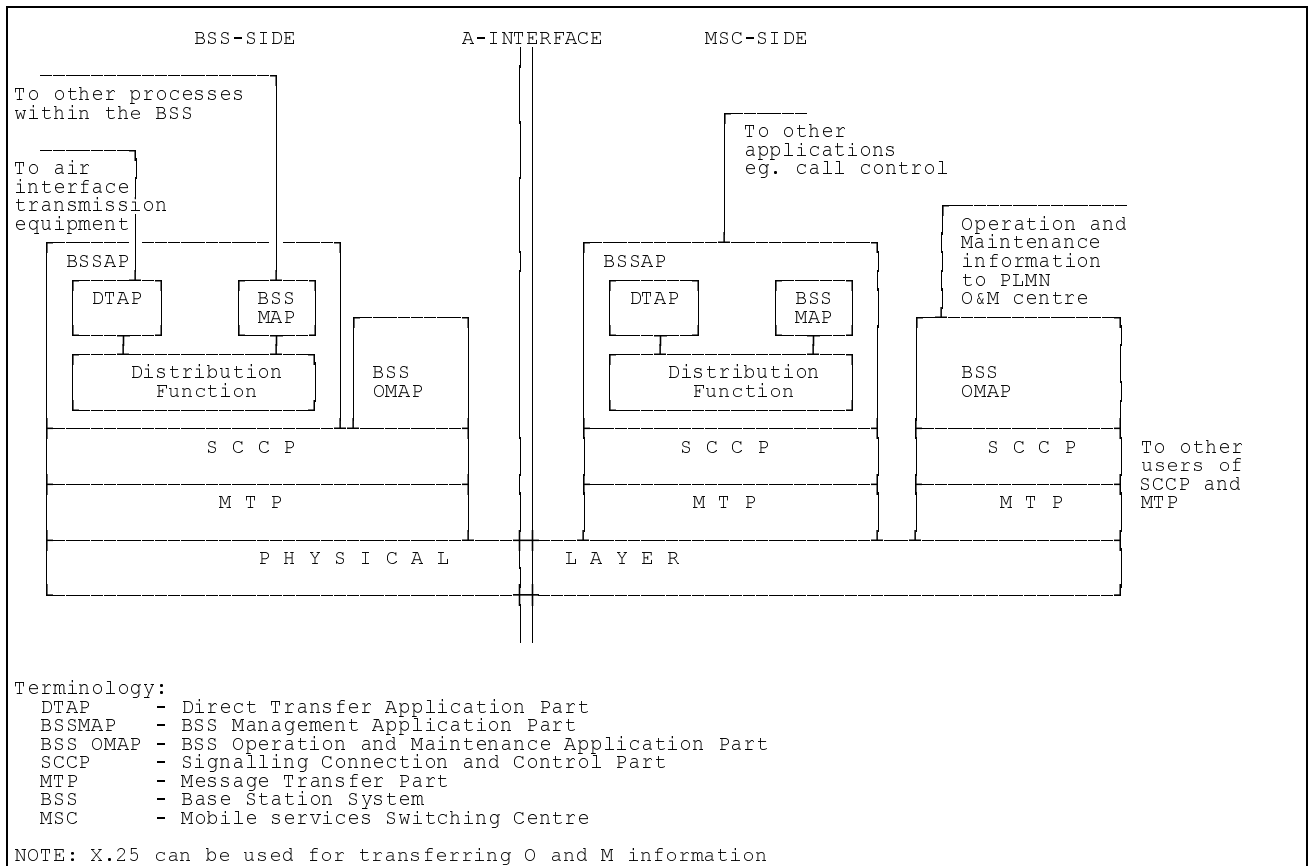 BSS-SIDE A-INTERFACE MSC-SIDE
To other processes
within the BSS
To other
applications
eg. call control
To air
interface
transmission
equipment
Operation and
Maintenance
information
to PLMN
O&M centre
BSSAP
DTAP
BSS
MAP
Distribution
Function
BSS
OMAP
BSSAP
DTAP
BSS
MAP
Distribution
Function
BSS
OMAP
S C C P
S C C P
S C C P
To other
users of
SCCP and
MTP
M T P
M T P
M T P
P H Y S I C A L L A Y E R
Terminology:
DTAP - Direct Transfer Application Part
BSSMAP - BSS Management Application Part
BSS OMAP - BSS Operation and Maintenance Application Part
SCCP - Signalling Connection and Control Part
MTP - Message Transfer Part
BSS - Base Station System
MSC - Mobile services Switching Centre
NOTE: X.25 can be used for transferring O and M information